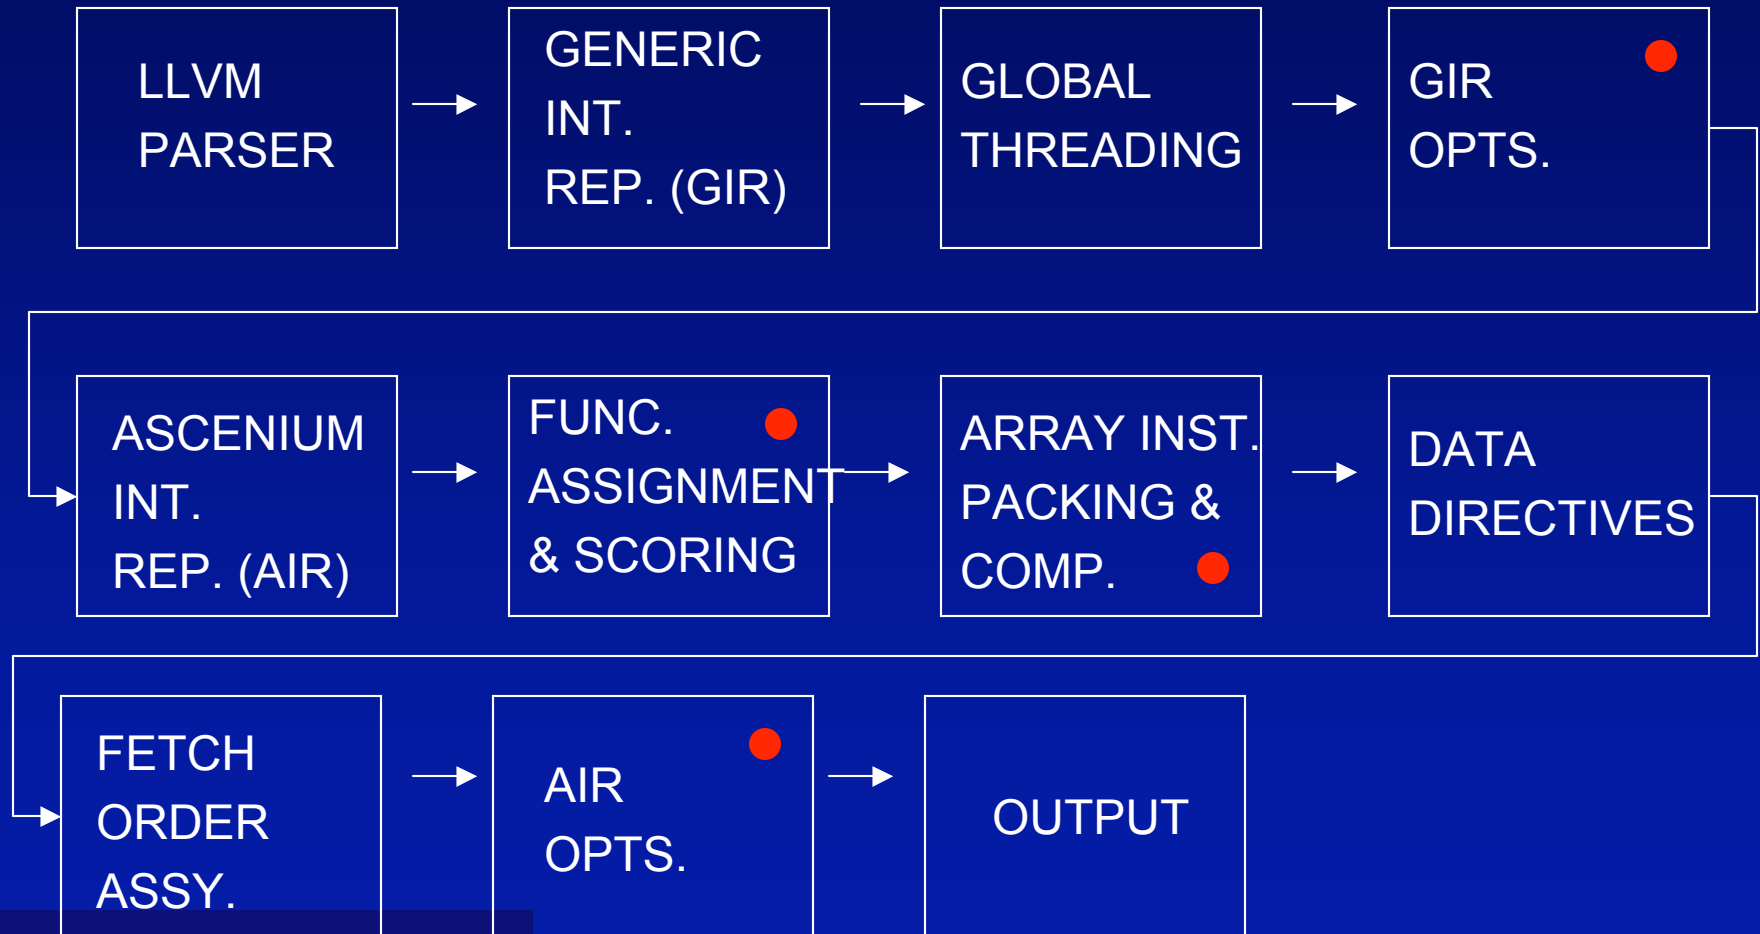 LLVM
PARSER
GENERIC
INT.
REP. (GIR)
GLOBAL
THREADING
GIR
OPTS.
ASCENIUM
INT.
REP. (AIR)
FUNC.
ASSIGNMENT
& SCORING
ARRAY INST.
PACKING &
COMP.
DATA
DIRECTIVES
FETCH
ORDER
ASSY.
AIR
OPTS.
OUTPUT